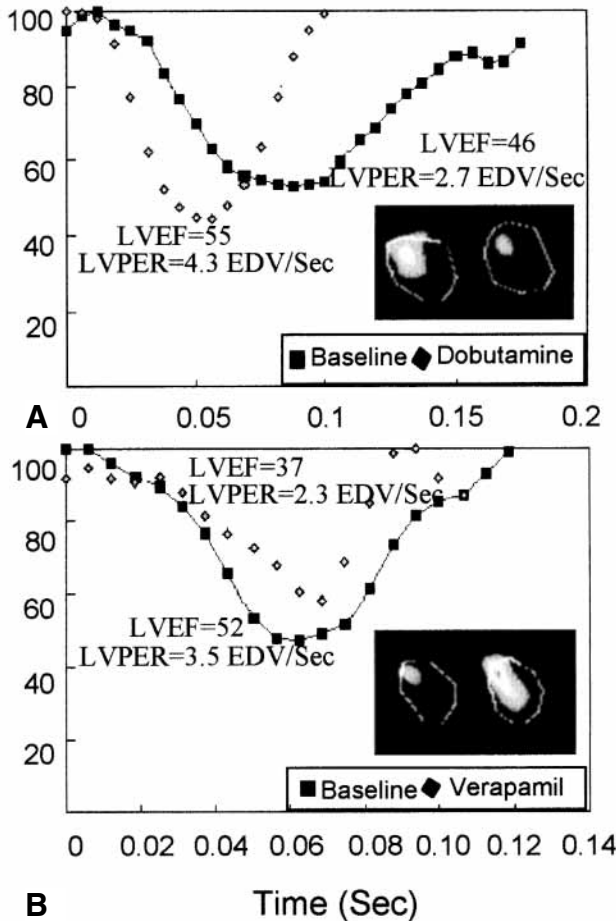 100
80
60
40
20
LVEF=46
LVPER=2.7 EDV/Sec
LVEF=55
LVPER=4.3 EDV/Sec
Baseline Dobutamine
A
0 0.05 0.1 0.15 0.2
100
80
60
40
20
LVEF=37
LVPER=2.3 EDV/Sec
LVEF=52
LVPER=3.5 EDV/Sec
Baseline Verapamil
0 0.02 0.04 0.06 0.08 0.10 0.12 0.14
B
Time (Sec)